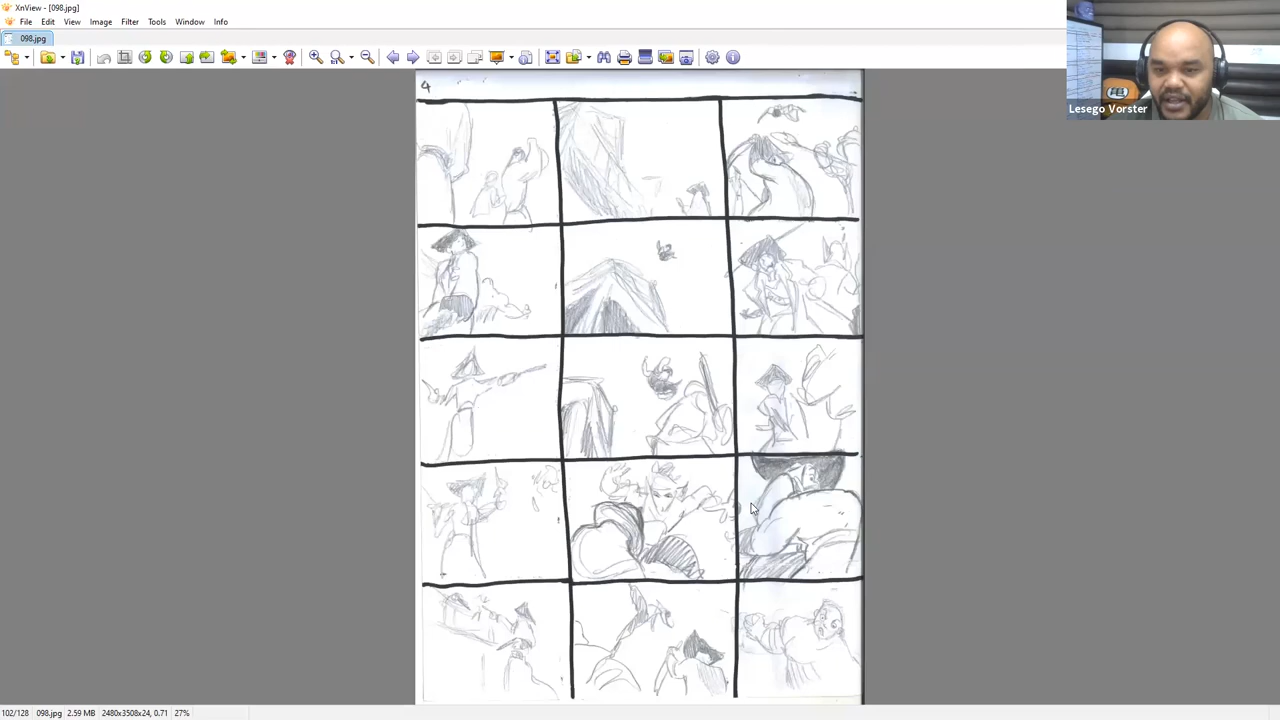 XnView - [098.jpg]
File Edit View Image Filter Tools Window Info
098.jpg
Lesego Vorster
4
102/128 098.jpg 2.59 MB 2480x3508x24, 0.71 27%